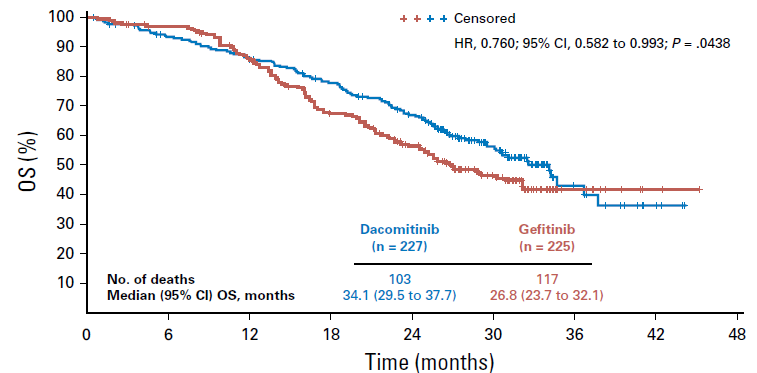 Censored
HR, 0.760; 95% CI, 0.582 to 0.993; P = .0438
100
90
80
70
60
50
40
30
20
10
OS (%)
Dacomitinib Gefitinib
(n = 227) (n = 225)
No. of deaths 103 117
Median (95% CI) OS, months 34.1 (29.5 to 37.7) 26.8 (23.7 to 32.1)
0 6 12 18 24 30 36 42 48
Time (months)